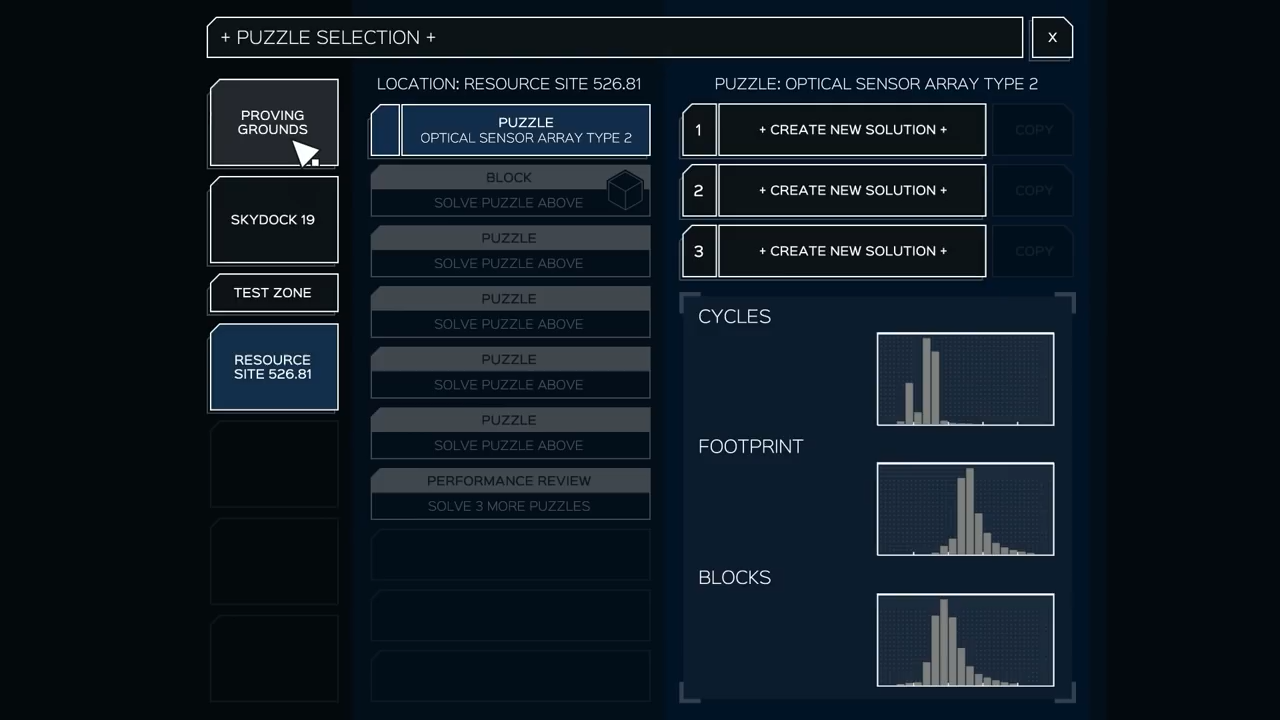 + PUZZLE SELECTION +
X
PROVING
GROUNDS
SKYDOCK 19
TEST ZONE
RESOURCE
SITE 526.81
LOCATION: RESOURCE SITE 526.81
PUZZLE
OPTICAL SENSOR ARRAY TYPE 2
BLOCK
SOLVE PUZZLE ABOVE
PUZZLE
SOLVE PUZZLE ABOVE
PUZZLE
SOLVE PUZZLE ABOVE
PUZZLE
SOLVE PUZZLE ABOVE
PUZZLE
SOLVE PUZZLE ABOVE
PERFORMANCE REVIEW
SOLVE 3 MORE PUZZLES
PUZZLE: OPTICAL SENSOR ARRAY TYPE 2
1 + CREATE NEW SOLUTION + COPY
2 + CREATE NEW SOLUTION + COPY
3 + CREATE NEW SOLUTION + COPY
CYCLES
FOOTPRINT
BLOCKS